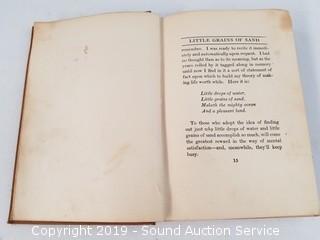 LITTLE GRAINS OF SAND
remember. I was ready to recite it immedi-
ately and automatically upon request. I had
no thought then as to its meaning, but as the
years rolled by it tagged along in memory
until now I find in it a sort of statement of
fact upon which to build my theory of mak-
ing life worth while. Here it is:
Little drops of water,
Little grains of sand,
Maketh the mighty ocean
And a pleasant land.
To those who adopt the idea of finding
out just why little drops of water and little
grains of sand accomplish so much, will come
the greatest reward in the way of mental
satisfaction—and, meanwhile, they'll keep
busy.
15
Copyright 2019 - Sound Auction Service